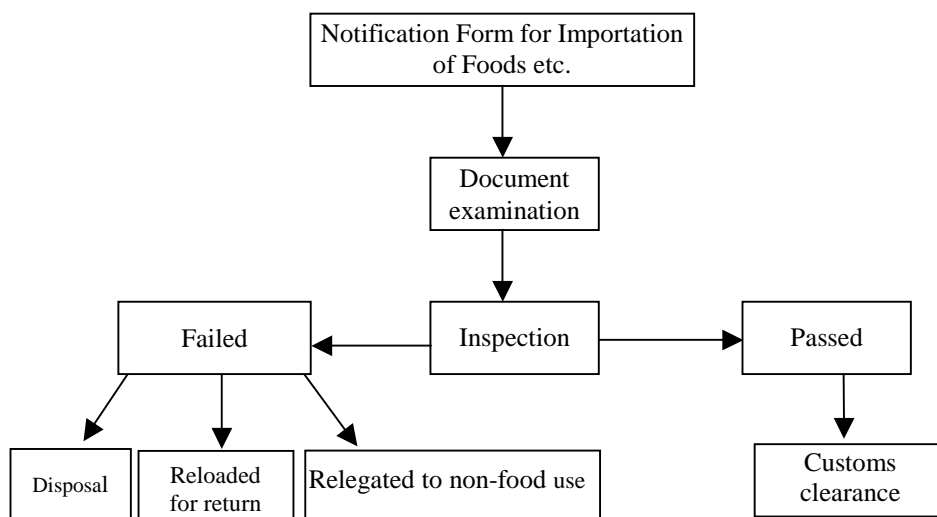 Notification Form for Importation
of Foods etc.
Document
examination
Failed
Inspection
Passed
Disposal
Reloaded
for return
Relegated to non-food use
Customs
clearance